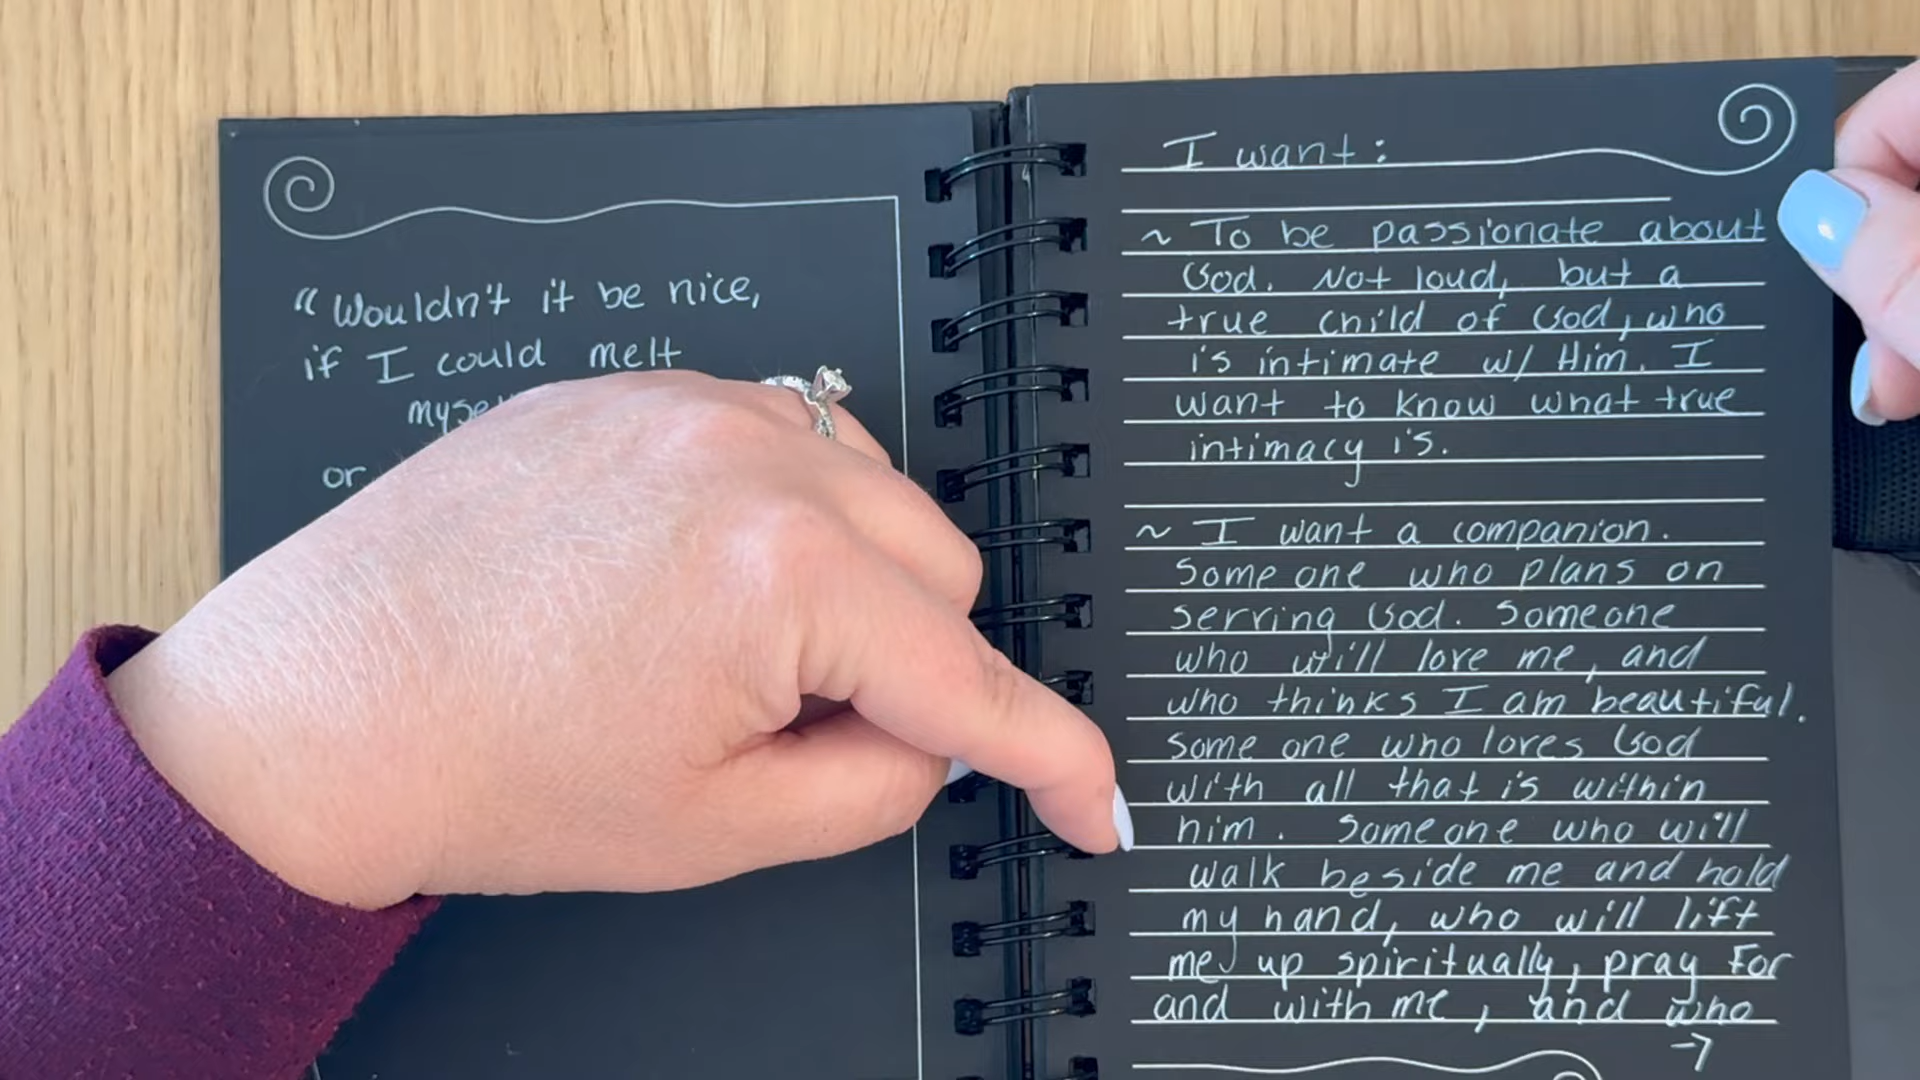 "Wouldn't it be nice,
if I could melt
or
I want:
~ To be passionate about
God. Not loud, but a
true child of God, who
is intimate w/ Him. I
want to know what true
intimacy is.
~ I want a companion.
Some one who plans on
serving God. Someone
who will love me, and
who thinks I am beautiful.
Some one who loves God
with all that is within
him. Someone who will
walk beside me and hold
my hand, who will lift
me up spiritually, pray for
and with me, and who
→